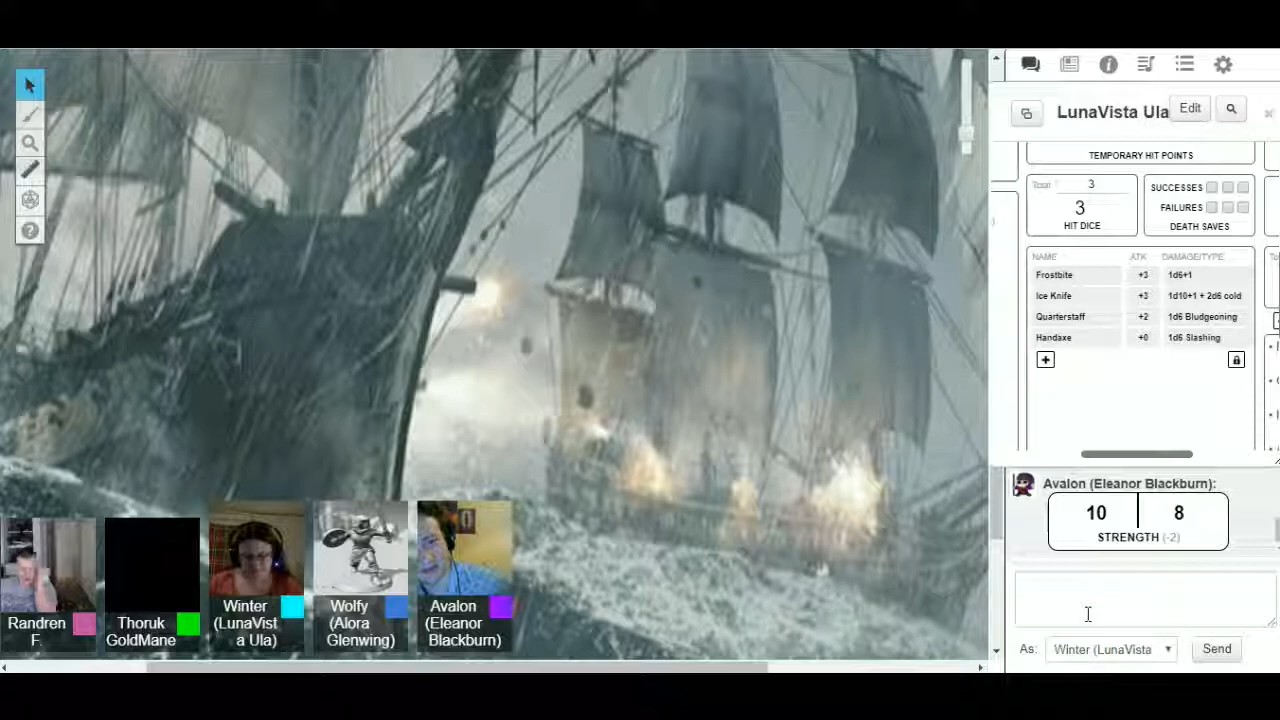 LunaVista Ula
Edit
TEMPORARY HIT POINTS
3
3
HIT DICE
SUCCESSES
FAILURES
DEATH SAVES
NAME ATK DAMAGE/TYPE
Frostbite +3 1d6+1
Ice Knife +3 1d10+1 + 2d6 cold
Quarterstaff +2 1d6 Bludgeoning
Handaxe +0 1d6 Slashing
Avalon (Eleanor Blackburn):
10 8
STRENGTH (-2)
As: Winter (LunaVista Send
Randren
F.
Thoruk
GoldMane
Winter
(LunaVist
a Ula)
Wolfy
(Alora
Glenwing)
Avalon
(Eleanor
Blackburn)